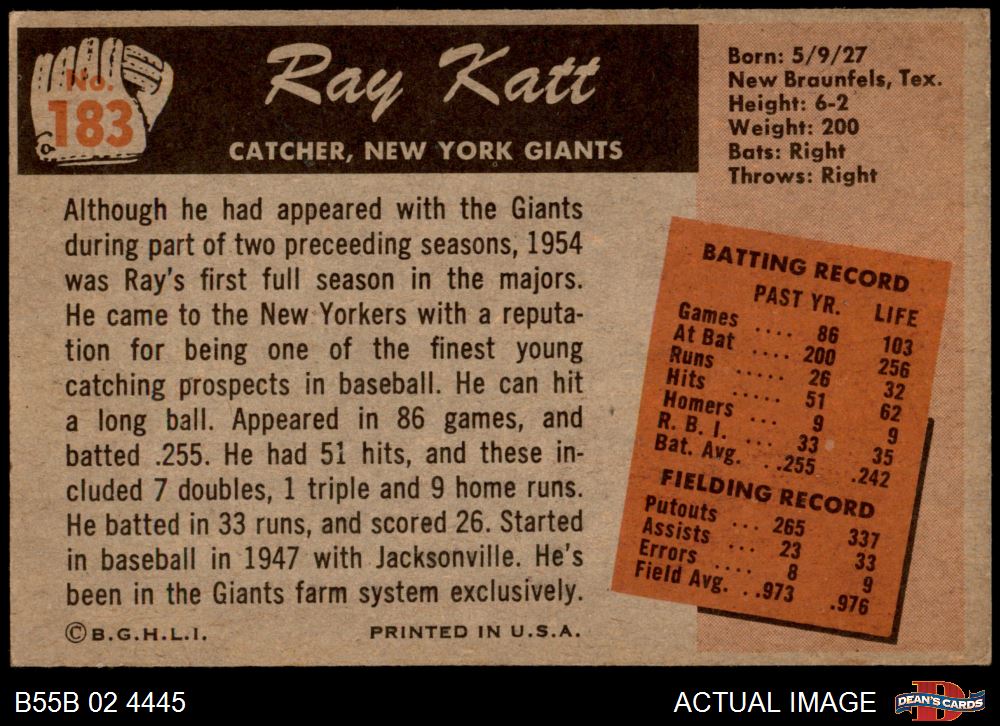 No.
183
Ray Katt
CATCHER, NEW YORK GIANTS
Born: 5/9/27
New Braunfels, Tex.
Height: 6-2
Weight: 200
Bats: Right
Throws: Right
Although he had appeared with the Giants
during part of two preceeding seasons, 1954
was Ray's first full season in the majors.
He came to the New Yorkers with a reputa-
tion for being one of the finest young
catching prospects in baseball. He can hit
a long ball. Appeared in 86 games, and
batted .255. He had 51 hits, and these in-
cluded 7 doubles, 1 triple and 9 home runs.
He batted in 33 runs, and scored 26. Started
in baseball in 1947 with Jacksonville. He's
been in the Giants farm system exclusively.
© B.G.H.L.I. PRINTED IN U.S.A.
BATTING RECORD
PAST YR. LIFE
Games .... 86 103
At Bat .... 200 256
Runs ..... 26 32
Hits ..... 51 62
Homers ... 9 9
R. B. I. ... 33 35
Bat. Avg. ..255 .242
FIELDING RECORD
Putouts ... 265 337
Assists ... 23 33
Errors ... 8 9
Field Avg. ..973 .976
B55B 02 4445 ACTUAL IMAGE DEAN'S CARDS